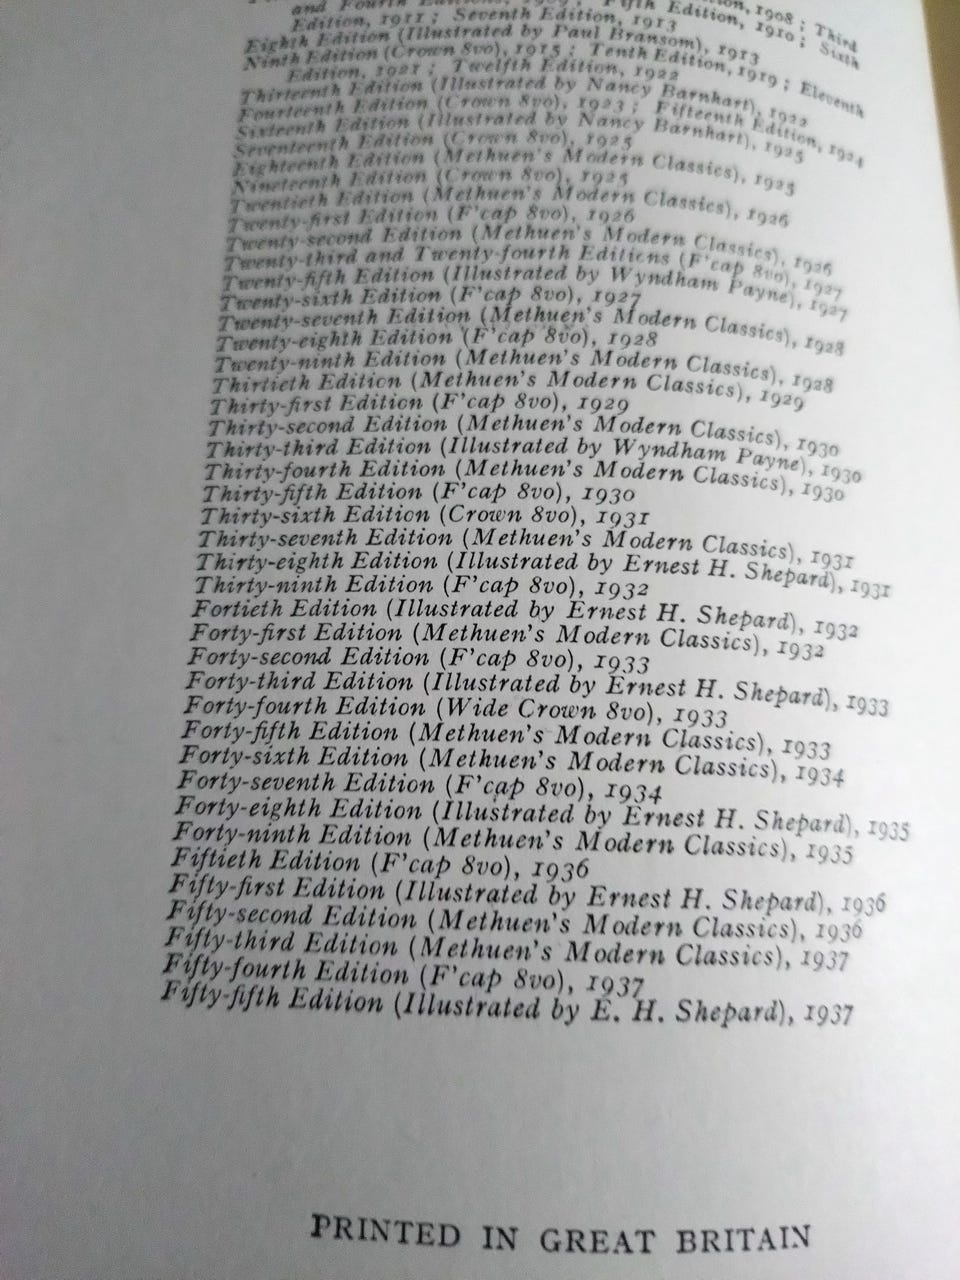 and Fourth Editions, 1909; Fifth Edition, 1910; Sixth
Edition, 1911; Seventh Edition, 1913
Eighth Edition (Illustrated by Paul Bransom), 1913
Ninth Edition (Crown 8vo), 1915; Tenth Edition, 1919; Eleventh
Edition, 1921; Twelfth Edition, 1922
Thirteenth Edition (Illustrated by Nancy Barnhart), 1922
Fourteenth Edition (Crown 8vo), 1923; Fifteenth Edition, 1924
Sixteenth Edition (Illustrated by Nancy Barnhart), 1925
Seventeenth Edition (Crown 8vo), 1925
Eighteenth Edition (Methuen's Modern Classics), 1925
Nineteenth Edition (Crown 8vo), 1925
Twentieth Edition (Methuen's Modern Classics), 1926
Twenty-first Edition (F'cap 8vo), 1926
Twenty-second Edition (Methuen's Modern Classics), 1926
Twenty-third and Twenty-fourth Editions (F'cap 8vo), 1927
Twenty-fifth Edition (Illustrated by Wyndham Payne), 1927
Twenty-sixth Edition (F'cap 8vo), 1927
Twenty-seventh Edition (Methuen's Modern Classics), 1928
Twenty-eighth Edition (F'cap 8vo), 1928
Twenty-ninth Edition (Methuen's Modern Classics), 1928
Thirtieth Edition (Methuen's Modern Classics), 1929
Thirty-first Edition (F'cap 8vo), 1929
Thirty-second Edition (Methuen's Modern Classics), 1930
Thirty-third Edition (Illustrated by Wyndham Payne), 1930
Thirty-fourth Edition (Methuen's Modern Classics), 1930
Thirty-fifth Edition (F'cap 8vo), 1930
Thirty-sixth Edition (Crown 8vo), 1931
Thirty-seventh Edition (Methuen's Modern Classics), 1931
Thirty-eighth Edition (Illustrated by Ernest H. Shepard), 1931
Thirty-ninth Edition (F'cap 8vo), 1932
Fortieth Edition (Illustrated by Ernest H. Shepard), 1932
Forty-first Edition (Methuen's Modern Classics), 1932
Forty-second Edition (F'cap 8vo), 1933
Forty-third Edition (Illustrated by Ernest H. Shepard), 1933
Forty-fourth Edition (Wide Crown 8vo), 1933
Forty-fifth Edition (Methuen's Modern Classics), 1933
Forty-sixth Edition (Methuen's Modern Classics), 1934
Forty-seventh Edition (F'cap 8vo), 1934
Forty-eighth Edition (Illustrated by Ernest H. Shepard), 1935
Forty-ninth Edition (Methuen's Modern Classics), 1935
Fiftieth Edition (F'cap 8vo), 1936
Fifty-first Edition (Illustrated by Ernest H. Shepard), 1936
Fifty-second Edition (Methuen's Modern Classics), 1936
Fifty-third Edition (Methuen's Modern Classics), 1937
Fifty-fourth Edition (F'cap 8vo), 1937
Fifty-fifth Edition (Illustrated by E. H. Shepard), 1937
PRINTED IN GREAT BRITAIN